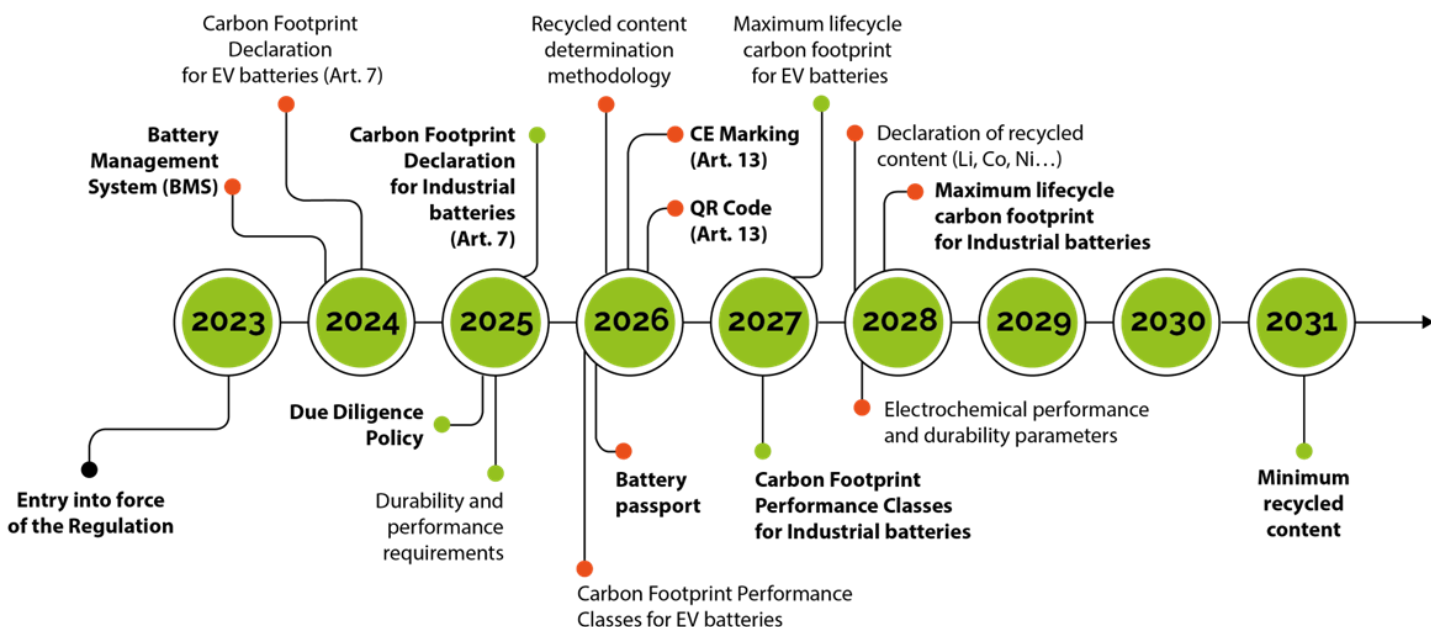 Carbon Footprint
Declaration
for EV batteries (Art. 7)
Recycled content
determination
methodology
Maximum lifecycle
carbon footprint
for EV batteries
Battery
Management
System (BMS)
Carbon Footprint
Declaration
for Industrial
batteries
(Art. 7)
CE Marking
(Art. 13)
QR Code
(Art. 13)
Declaration of recycled
content (Li, Co, Ni...)
Maximum lifecycle
carbon footprint
for Industrial batteries
2023
2024
2025
2026
2027
2028
2029
2030
2031
Entry into force
of the Regulation
Due Diligence
Policy
Durability and
performance
requirements
Battery
passport
Carbon Footprint Performance
Classes for EV batteries
Carbon Footprint
Performance Classes
for Industrial batteries
Electrochemical performance
and durability parameters
Minimum
recycled
content